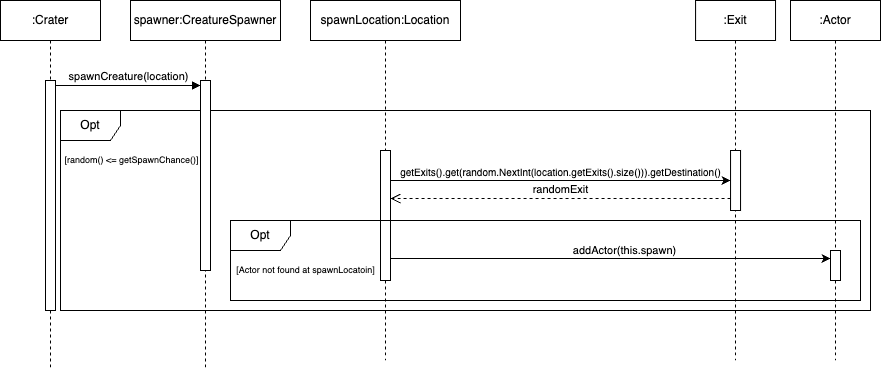 :Crater
spawner:CreatureSpawner
spawnLocation:Location
:Exit
:Actor
spawnCreature(location)
Opt
[random() <= getSpawnChance()]
getExits().get(random.NextInt(location.getExits().size())).getDestination()
randomExit
Opt
addActor(this.spawn)
[Actor not found at spawnLocatoin]